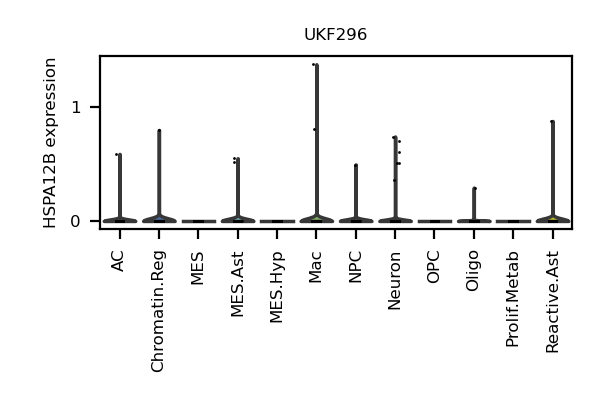 UKF296
HSPA12B expression
1
0
AC
Chromatin.Reg
MES
MES.Ast
MES.Hyp
Mac
NPC
Neuron
OPC
Oligo
Prolif.Metab
Reactive.Ast